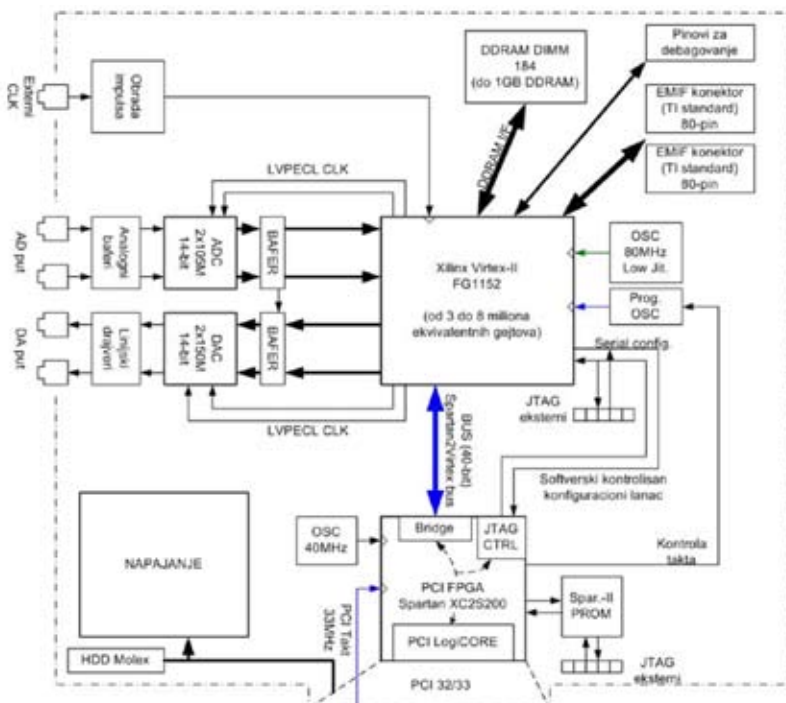 Externi
CLK
Obrada
impulsa
DDRAM DIMM
184
(do 1GB DDRAM)
Pinovi za
debagovanje
EMIF konektor
(TI standard)
80-pin
EMIF konektor
(TI standard)
80-pin
DDRAM I/F
LVPECL CLK
AD put
Analogni
baferi
ADC
2x105M
14-bit
BAFER
Xilinx Virtex-II
FG1152
(od 3 do 8 miliona
ekvivalentnih gejtova)
OSC
80MHz
Low Jit.
Prog.
OSC
DA put
Linijski
drajveri
DAC
2x150M
14-bit
BAFER
LVPECL CLK
Serial config.
JTAG
eksterni
BUS (40-bit)
Spartan2Virtex bus
Softverski kontrolisan
konfiguracioni lanac
NAPAJANJE
OSC
40MHz
Bridge
JTAG
CTRL
Kontrola
takta
PCI FPGA
Spartan XC2S200
Spar.-II
PROM
PCI Takt
33MHz
PCI LogiCORE
HDD Molex
PCI 32/33
JTAG
eksterni